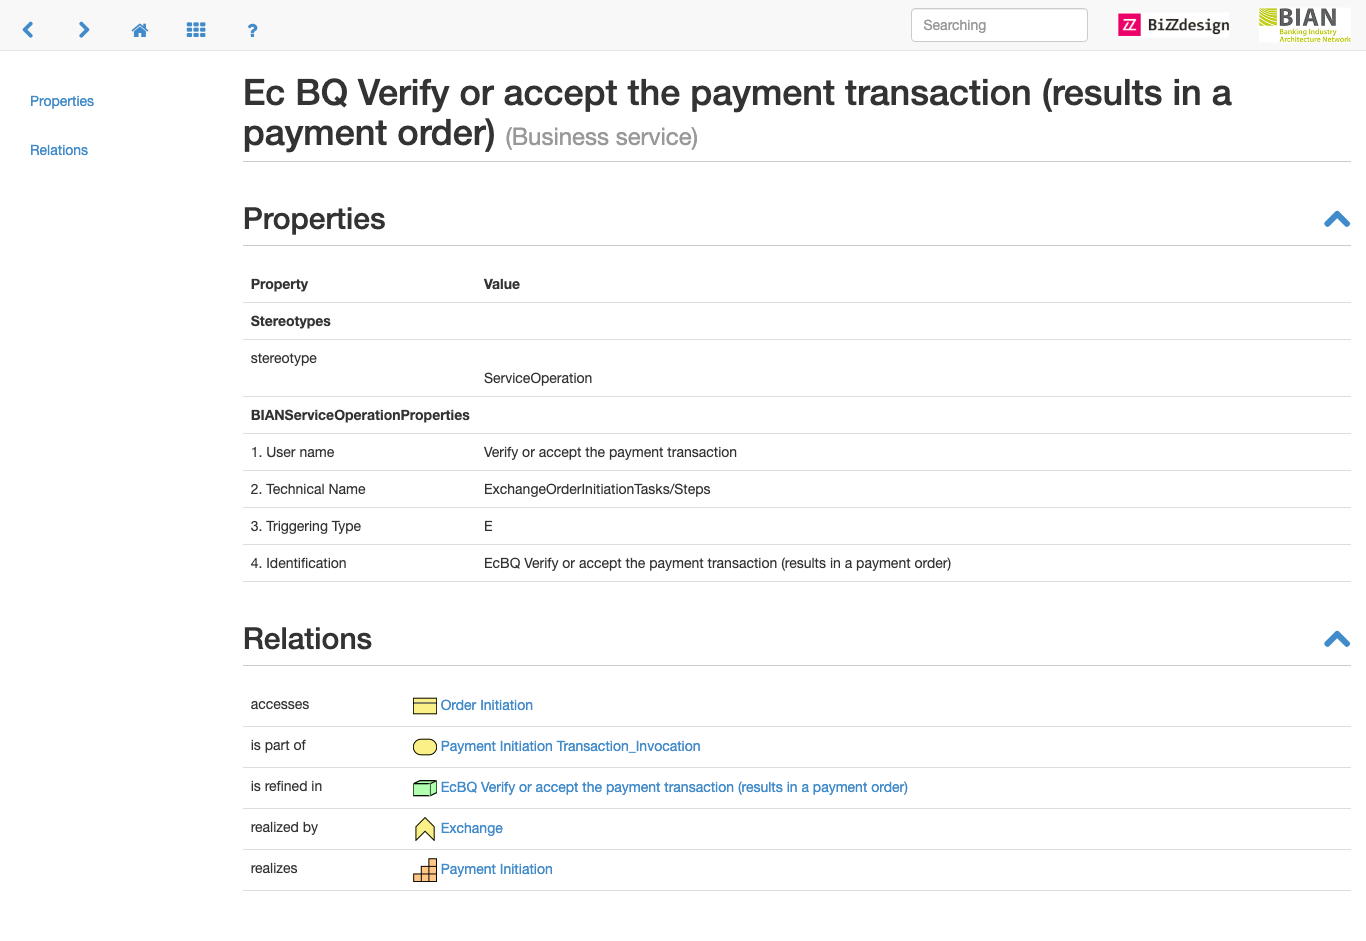 ?
Searching
ZZ BiZZdesign
BIAN
Banking Industry
Architecture Network
Properties
Relations
Ec BQ Verify or accept the payment transaction (results in a
payment order) (Business service)
Properties
Property Value
Stereotypes
stereotype
ServiceOperation
BIANServiceOperationProperties
1. User name Verify or accept the payment transaction
2. Technical Name ExchangeOrderInitiationTasks/Steps
3. Triggering Type E
4. Identification EcBQ Verify or accept the payment transaction (results in a payment order)
Relations
accesses Order Initiation
is part of Payment Initiation Transaction_Invocation
is refined in EcBQ Verify or accept the payment transaction (results in a payment order)
realized by Exchange
realizes Payment Initiation